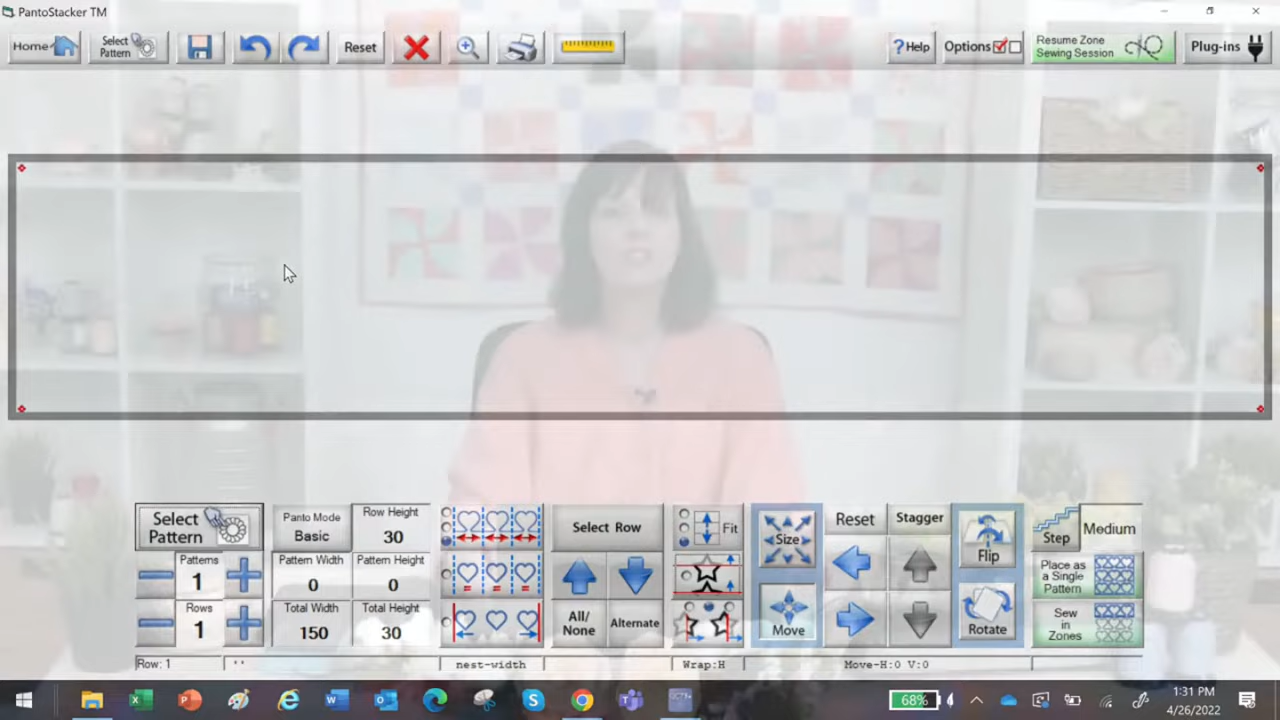 PantoStacker TM
Home
Select
Pattern
Reset
? Help
Options
Resume Zone
Sewing Session
Plug-ins
Select
Pattern
Patterns
1
Rows
1
Panto Mode
Basic
Row Height
30
Pattern Width
0
Pattern Height
0
Total Width
150
Total Height
30
Select Row
All/
None
Alternate
Fit
Size
Move
Reset
Stagger
Flip
Rotate
Step
Medium
Place as
a Single
Pattern
Sew
in
Zones
Row: 1
''
nest-width
Wrap:H
Move-H:0 V:0
68%
1:31 PM
4/26/2022